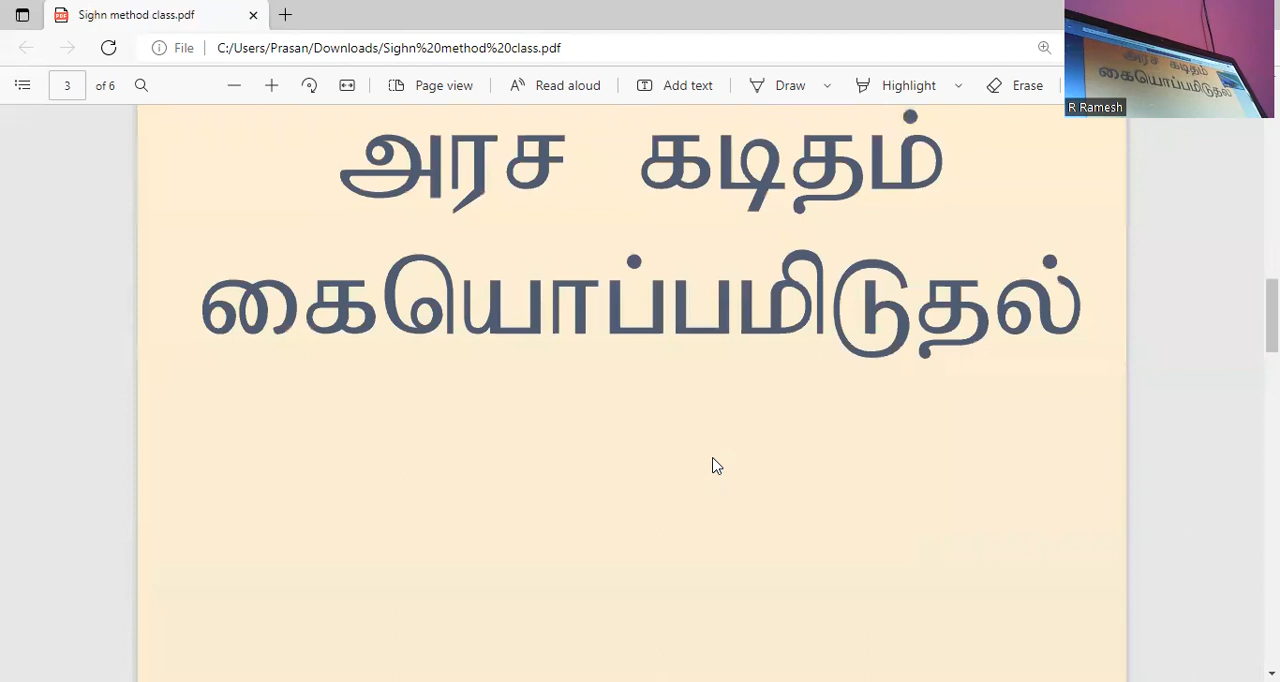 Sighn method class.pdf
File C:/Users/Prasan/Downloads/Sighn%20method%20class.pdf
3 of 6 Page view Read aloud Add text Draw Highlight Erase
R Ramesh
அரச கடிதம்
கையொப்பமிடுதல்